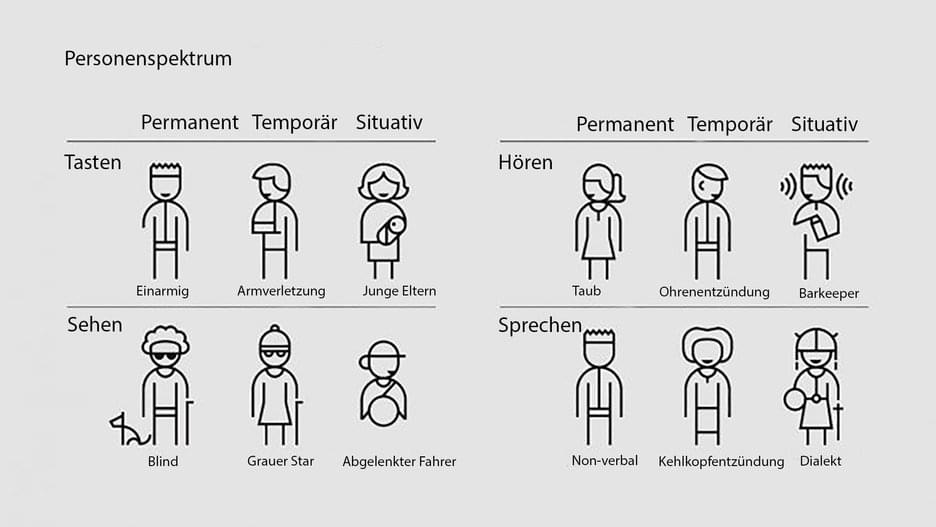 Personenspektrum
Permanent Temporär Situativ
Tasten
Einarmig Armverletzung Junge Eltern
Sehen
Blind Grauer Star Abgelenkter Fahrer
Permanent Temporär Situativ
Hören
Taub Ohrenentzündung Barkeeper
Sprechen
Non-verbal Kehlkopfentzündung Dialekt